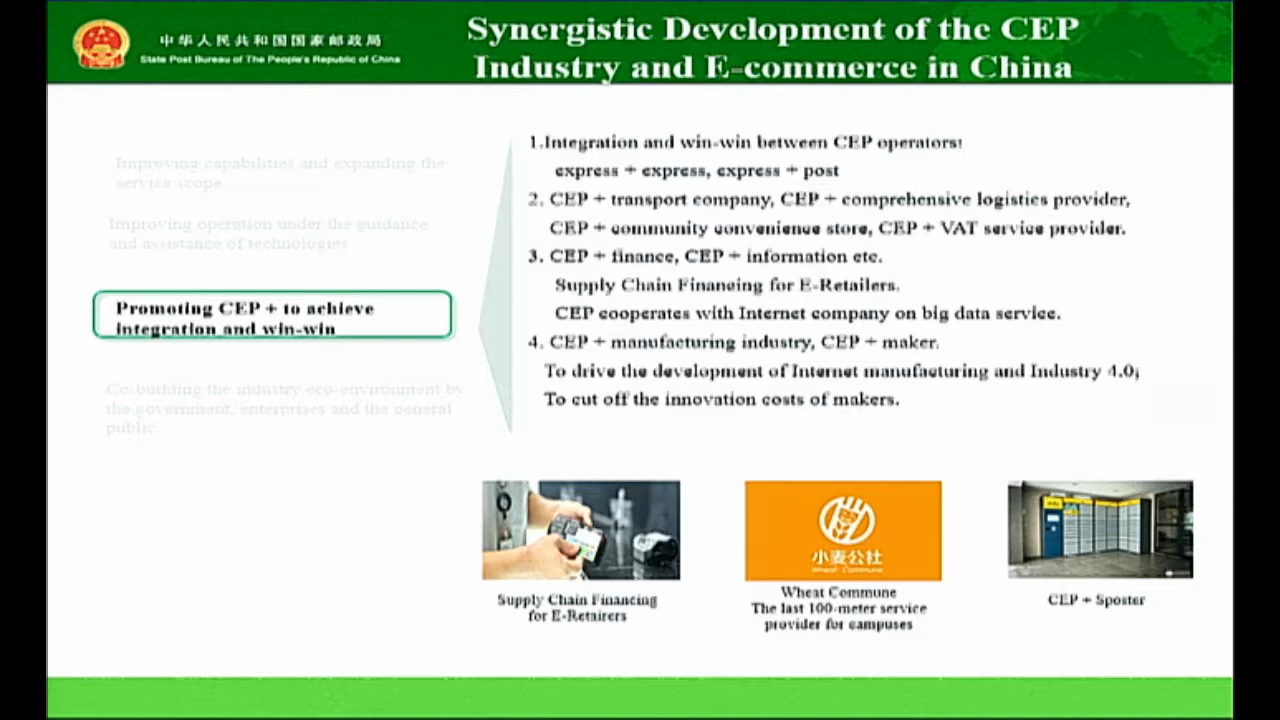 中华人民共和国国家邮政局
State Post Bureau of The People's Republic of China
Synergistic Development of the CEP
Industry and E-commerce in China
Improving capabilities and expanding the
service scope
Improving operation under the guidance
and assistance of technologies
Promoting CEP + to achieve
integration and win-win
Co-budding the industry eco-environment by
the government, enterprises and the general
public
1.Integration and win-win between CEP operators:
express + express, express + post
2. CEP + transport company, CEP + comprehensive logistics provider,
CEP + community convenience store, CEP + VAT service provider.
3. CEP + finance, CEP + information etc.
Supply Chain Financing for E-Retailers.
CEP cooperates with Internet company on big data service.
4. CEP + manufacturing industry, CEP + maker.
To drive the development of Internet manufacturing and Industry 4.0;
To cut off the innovation costs of makers.
小麦公社
Wheat Commune
Supply Chain Financing
for E-Retairers
Wheat Commune
The last 100-meter service
provider for campuses
CEP + Sposter